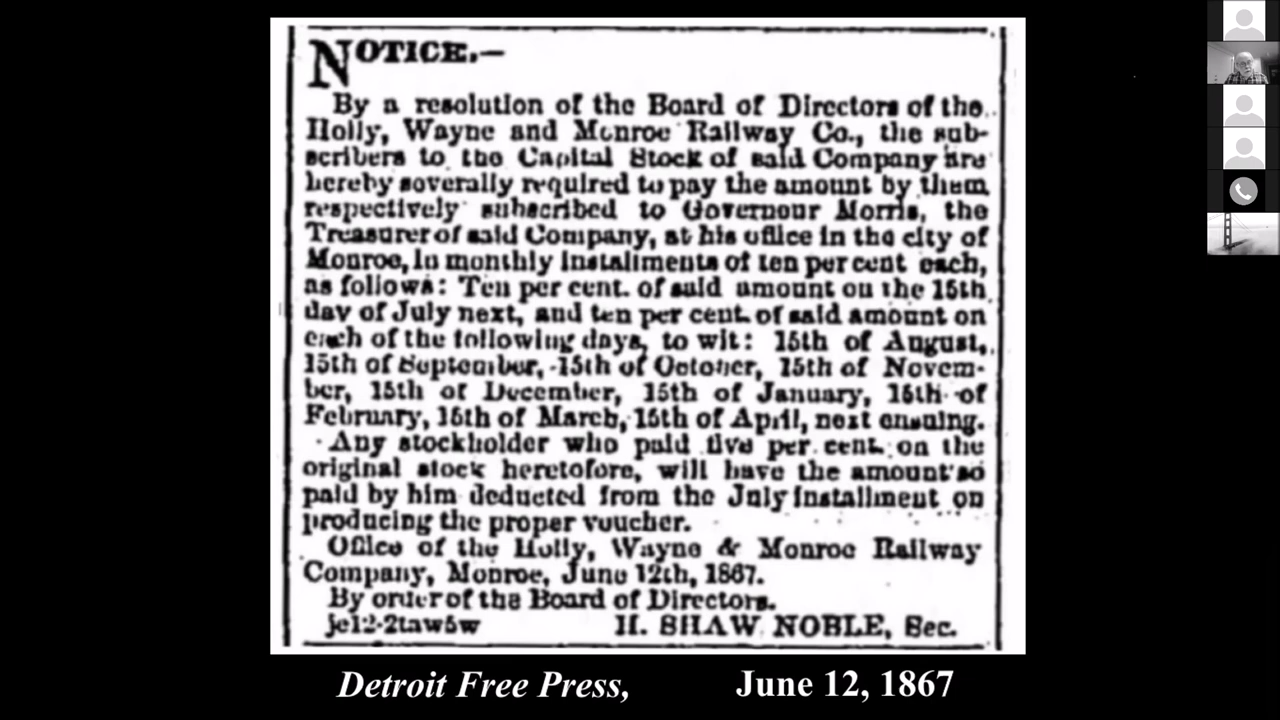 NOTICE.—
By a resolution of the Board of Directors of the
Holly, Wayne and Monroe Railway Co., the sub-
scribers to the Capital Stock of said Company are
hereby severally required to pay the amount by them
respectively subscribed to Governour Morris, the
Treasurer of said Company, at his office in the city of
Monroe, in monthly installments of ten per cent each,
as follows: Ten per cent. of said amount on the 15th
day of July next, and ten per cent. of said amount on
each of the following days, to wit: 15th of August,
15th of September, 15th of October, 15th of Novem-
ber, 15th of December, 15th of January, 15th of
February, 15th of March, 15th of April, next ensuing.
Any stockholder who paid five per cent. on the
original stock heretofore, will have the amount so
paid by him deducted from the July installment on
producing the proper voucher.
Office of the Holly, Wayne & Monroe Railway
Company, Monroe, June 12th, 1867.
By order of the Board of Directors.
je12-2taw5w H. SHAW NOBLE, Sec.
Detroit Free Press, June 12, 1867